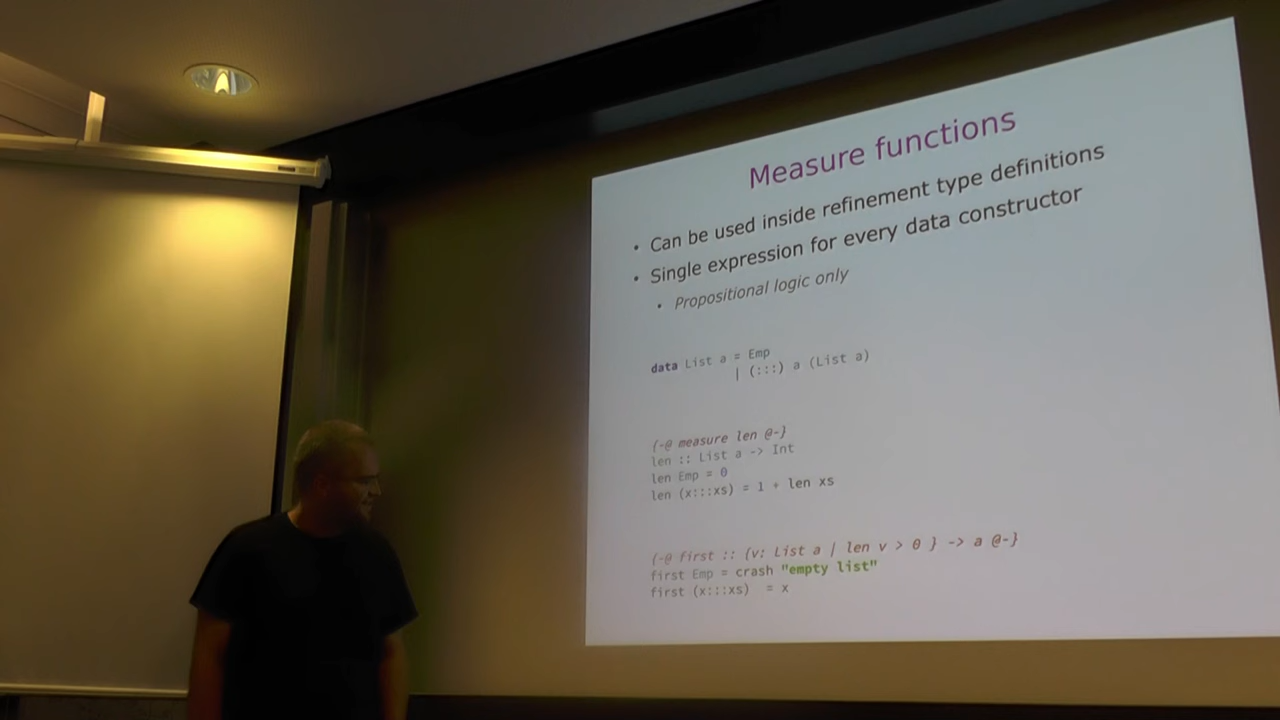 Measure functions
• Can be used inside refinement type definitions
• Single expression for every data constructor
• Propositional logic only
data List a = Emp
| (:::) a (List a)
{-@ measure len @-}
len :: List a -> Int
len Emp = 0
len (x:::xs) = 1 + len xs
{-@ first :: {v: List a | len v > 0 } -> a @-}
first Emp = crash "empty list"
first (x:::xs)  = x